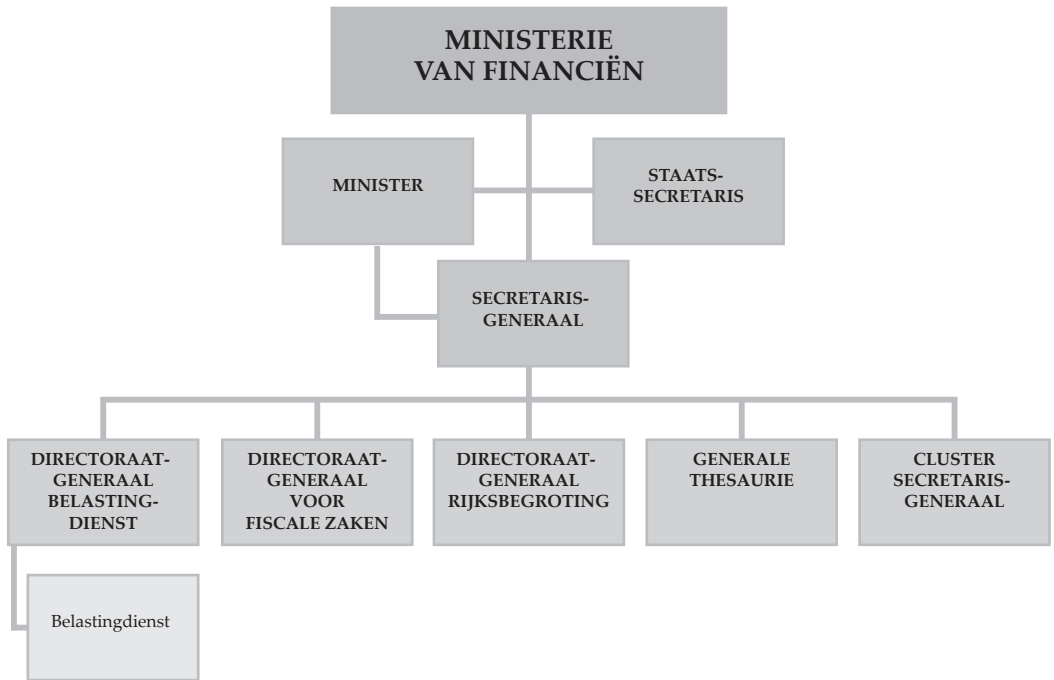 MINISTERIE
VAN FINANCIËN
MINISTER
STAATS-
SECRETARIS
SECRETARIS-
GENERAAL
DIRECTORAAT-
GENERAAL
BELASTING-
DIENST
DIRECTORAAT-
GENERAAL
VOOR
FISCALE ZAKEN
DIRECTORAAT-
GENERAAL
RIJKSBEGROTING
GENERALE
THESAURIE
CLUSTER
SECRETARIS-
GENERAAL
Belastingdienst